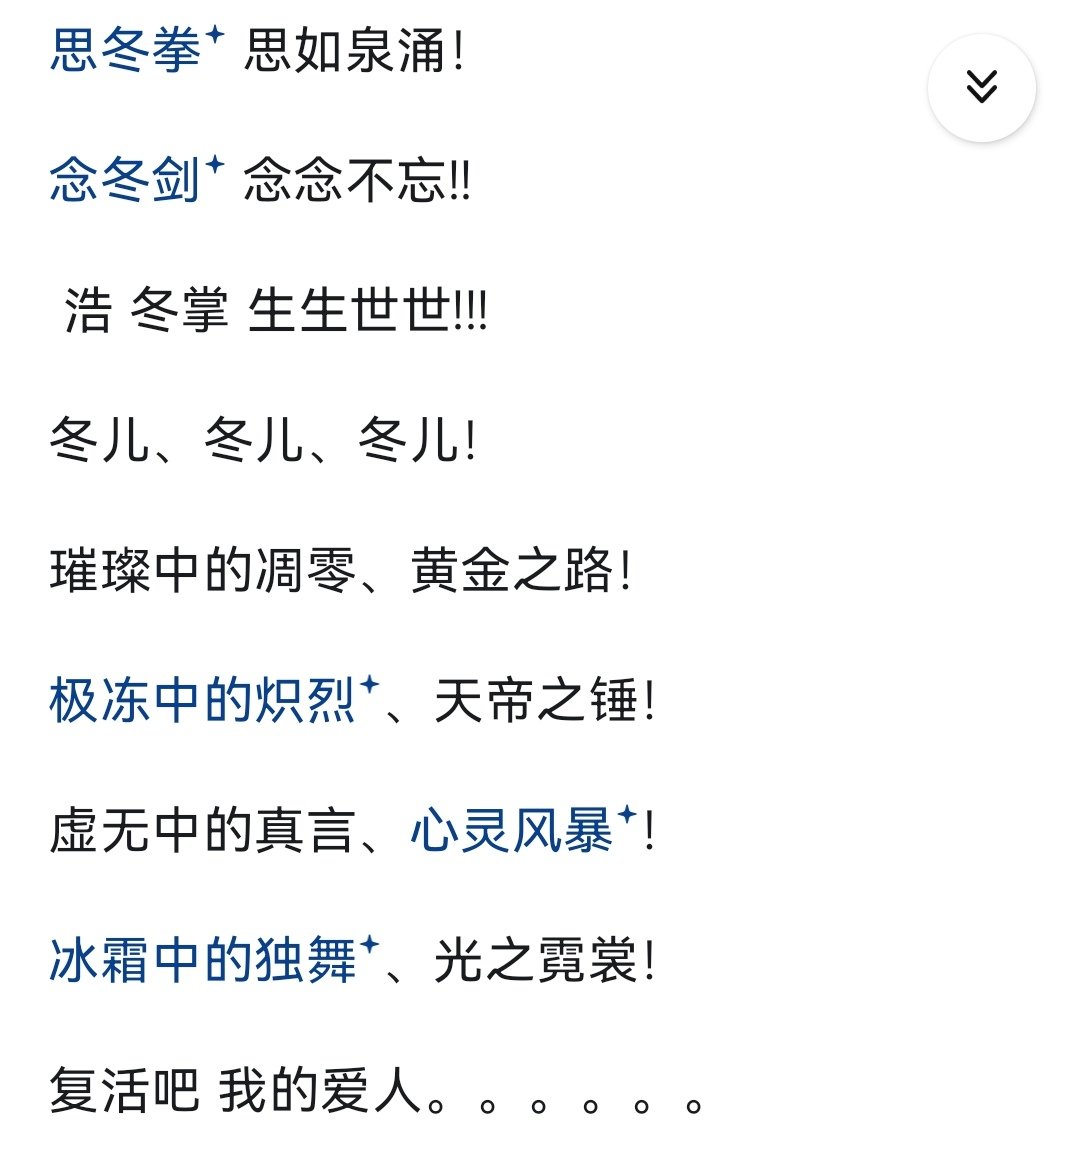 思冬拳 思如泉涌！
念冬剑 念念不忘!!
浩 冬掌 生生世世!!!
冬儿、冬儿、冬儿！
璀璨中的凋零、黄金之路！
极冻中的炽烈、天帝之锤！
虚无中的真言、心灵风暴！
冰霜中的独舞、光之霓裳！
复活吧 我的爱人。。。。。。